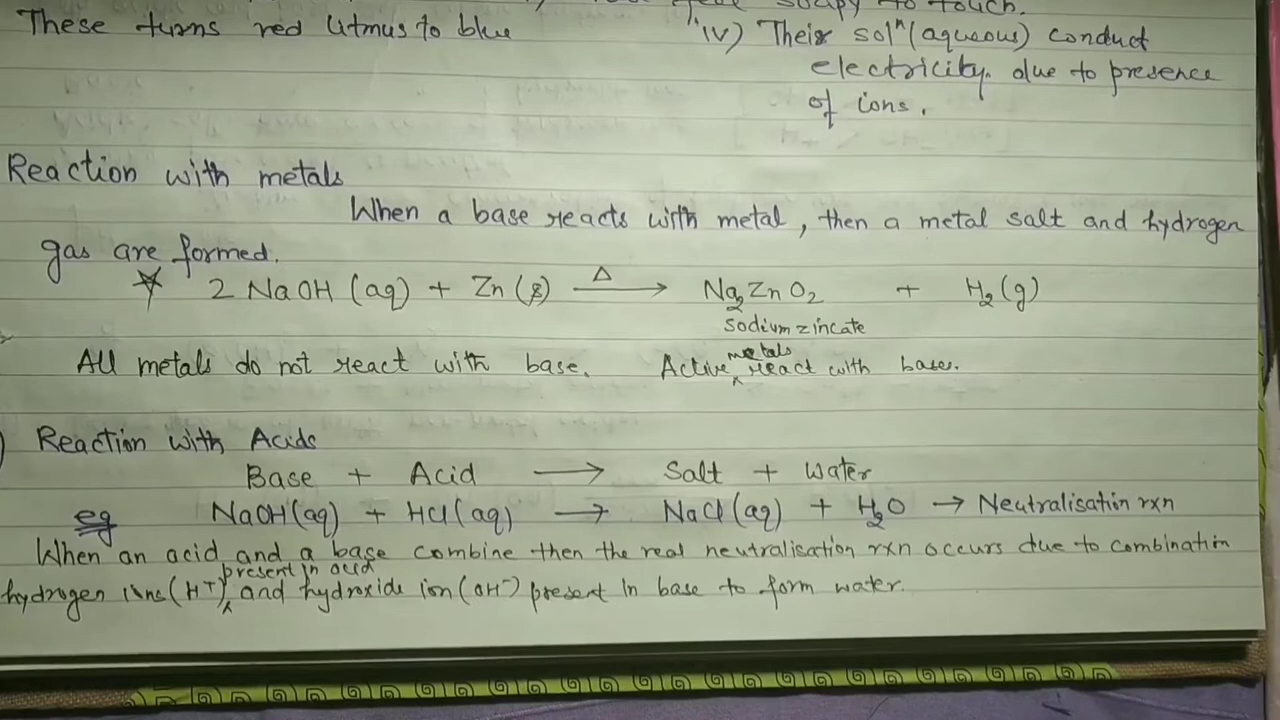 soapy to touch.
These turns red litmus to blue
iv) Their solⁿ (aqueous) conduct
electricity. due to presence
of ions.
Reaction with metals
When a base reacts with metal, then a metal salt and hydrogen
gas are formed.
☆ 2 NaOH (aq) + Zn(s) —Δ→ Na₂ZnO₂ + H₂(g)
sodium zincate
All metals do not react with base. Active metals react with bases.
) Reaction with Acids
Base + Acid → Salt + Water
eg NaOH(aq) + HCl(aq) → NaCl(aq) + H₂O → Neutralisation rxn
When an acid and a base combine then the real neutralisation rxn occurs due to combinatin
hydrogen ions (H⁺) present in acid and hydroxide ion (OH⁻) present in base to form water.